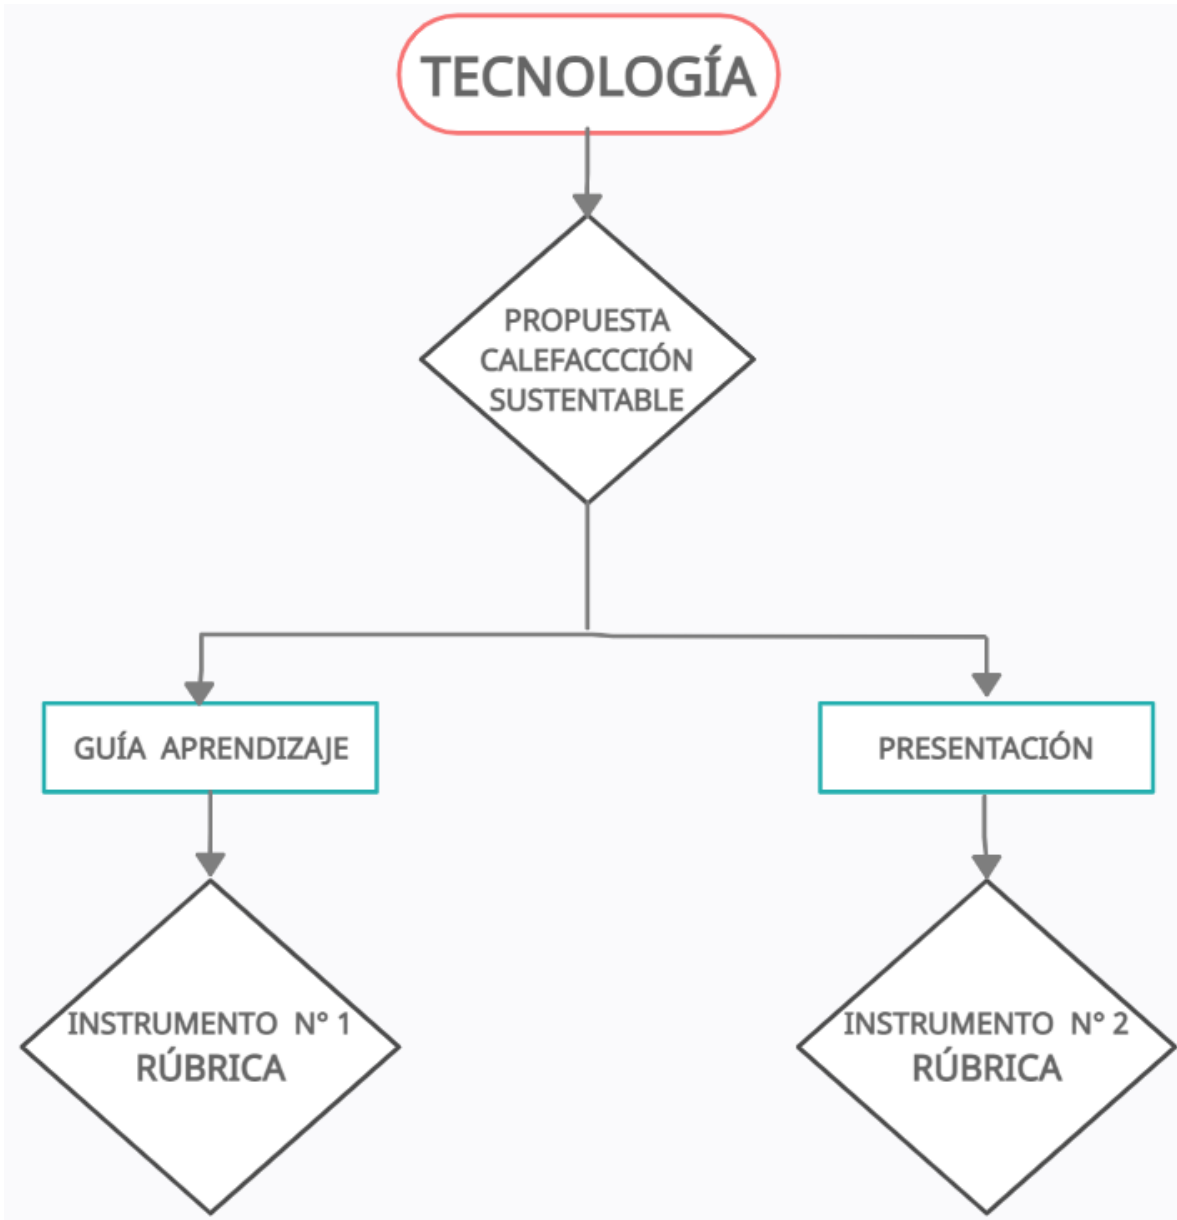 TECNOLOGÍA
PROPUESTA
CALEFACCCIÓN
SUSTENTABLE
GUÍA APRENDIZAJE
PRESENTACIÓN
INSTRUMENTO N° 1
RÚBRICA
INSTRUMENTO N° 2
RÚBRICA